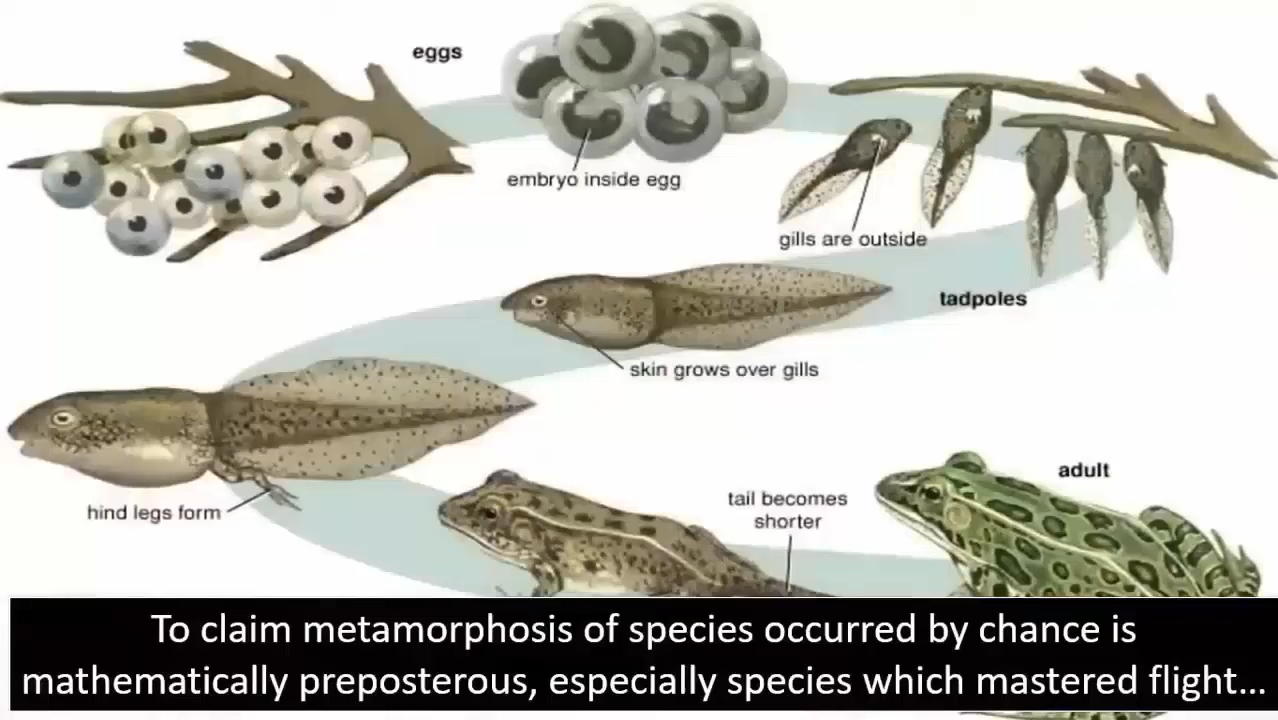 eggs
embryo inside egg
gills are outside
tadpoles
skin grows over gills
hind legs form
tail becomes
shorter
adult
To claim metamorphosis of species occurred by chance is
mathematically preposterous, especially species which mastered flight...